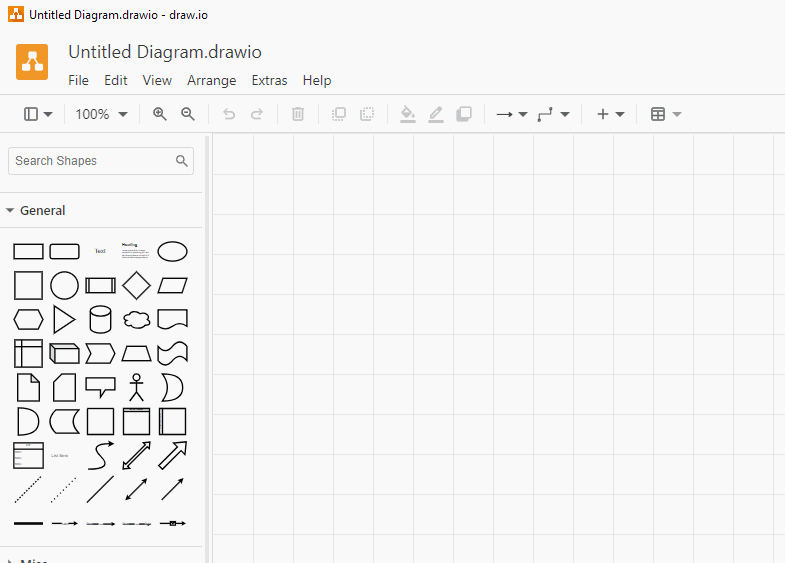 Untitled Diagram.drawio - draw.io
Untitled Diagram.drawio
File Edit View Arrange Extras Help
100%
Search Shapes
General
Text
Heading
List Item
Misc